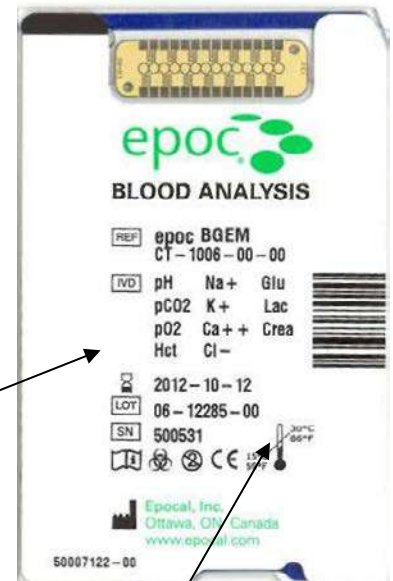 epoc
BLOOD ANALYSIS
REF epoc BGEM
CT-1006-00-00
IVD pH Na+ Glu
pCO2 K+ Lac
pO2 Ca++ Crea
Hct Cl-
2012-10-12
LOT 06-12285-00
SN 500531
CE 30°C
86°F
Epocal, Inc.
Ottawa, ON, Canada
www.epocal.com
50007122-00